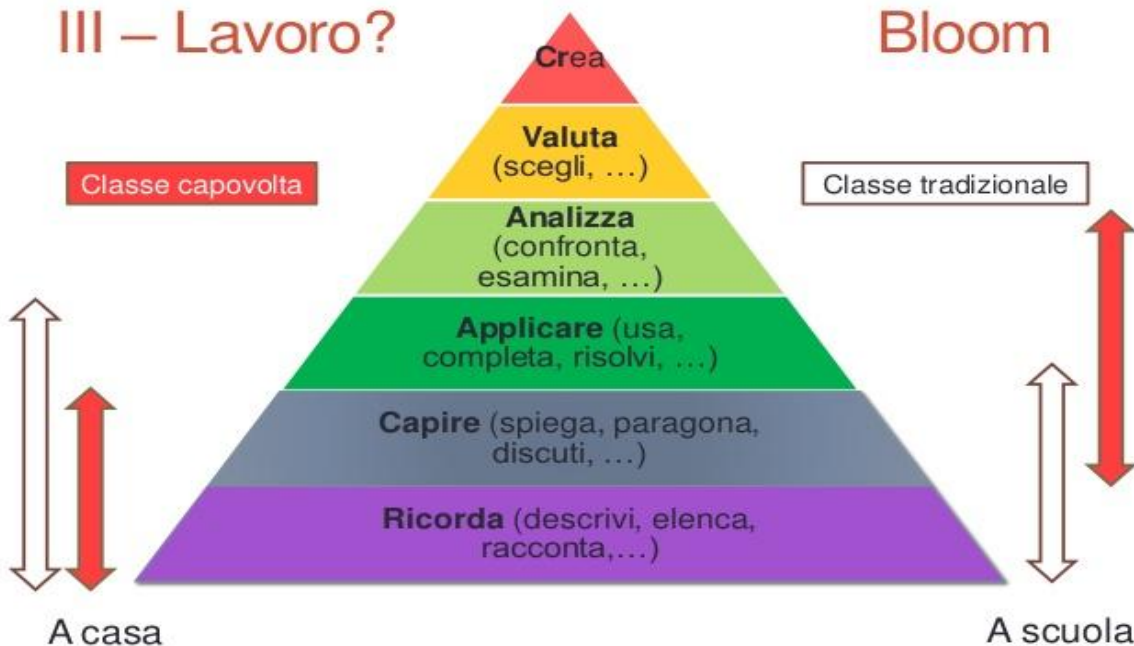 III – Lavoro?
Bloom
Crea
Valuta
(scegli, …)
Classe capovolta
Classe tradizionale
Analizza
(confronta,
esamina, …)
Applicare (usa,
completa, risolvi, …)
Capire (spiega, paragona,
discuti, …)
Ricorda (descrivi, elenca,
racconta,…)
A casa
A scuola